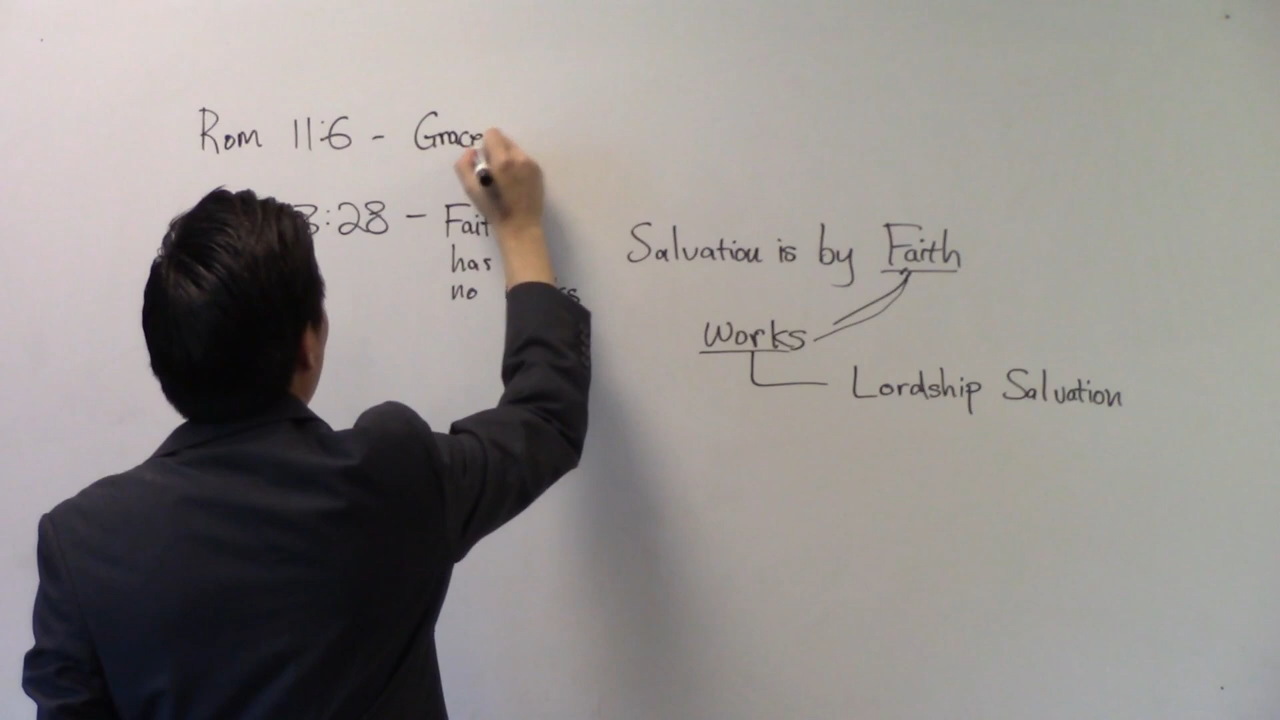 Rom 11:6 - Grace
3:28 - Fait
has
no
Salvation is by Faith
Works
Lordship Salvation